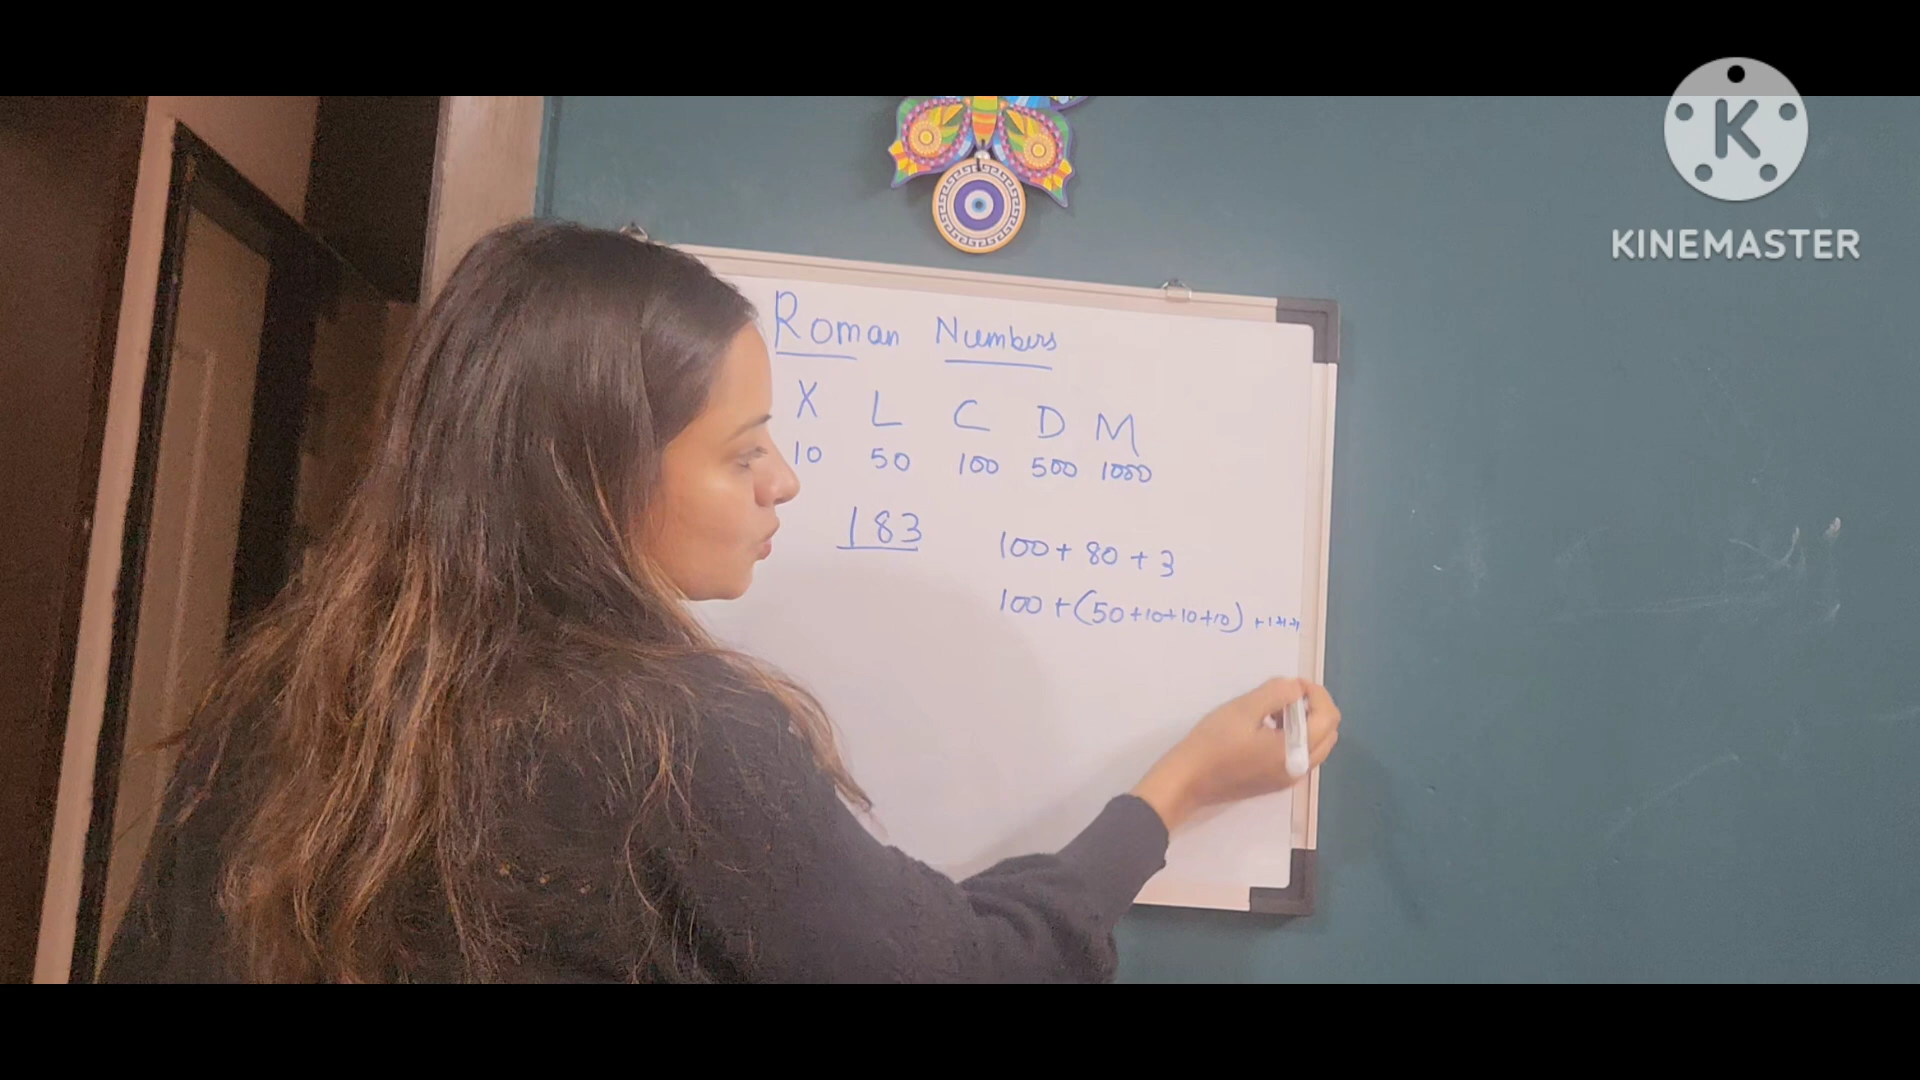 K
KINEMASTER
Roman Numbers
X L C D M
10 50 100 500 1000
183
100 + 80 + 3
100 + (50+10+10+10) +1+1+1